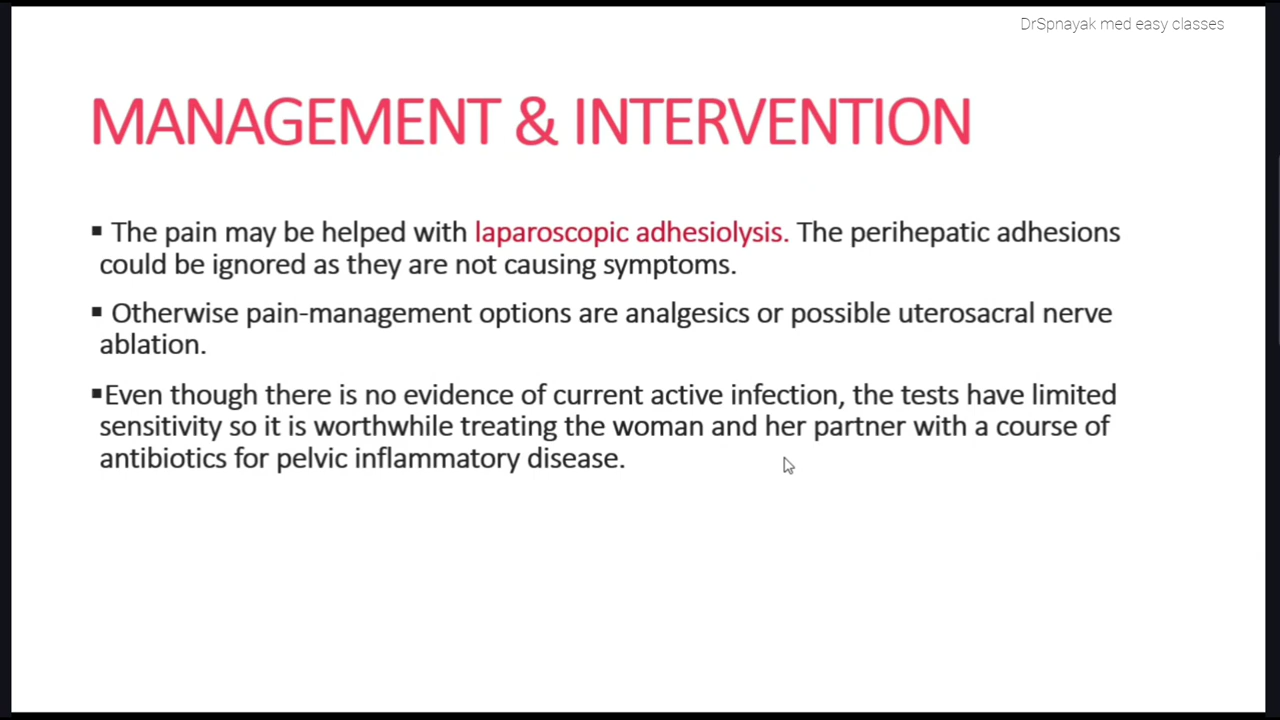 DrSpnayak med easy classes
MANAGEMENT & INTERVENTION
▪ The pain may be helped with laparoscopic adhesiolysis. The perihepatic adhesions
could be ignored as they are not causing symptoms.
▪ Otherwise pain-management options are analgesics or possible uterosacral nerve
ablation.
▪Even though there is no evidence of current active infection, the tests have limited
sensitivity so it is worthwhile treating the woman and her partner with a course of
antibiotics for pelvic inflammatory disease.